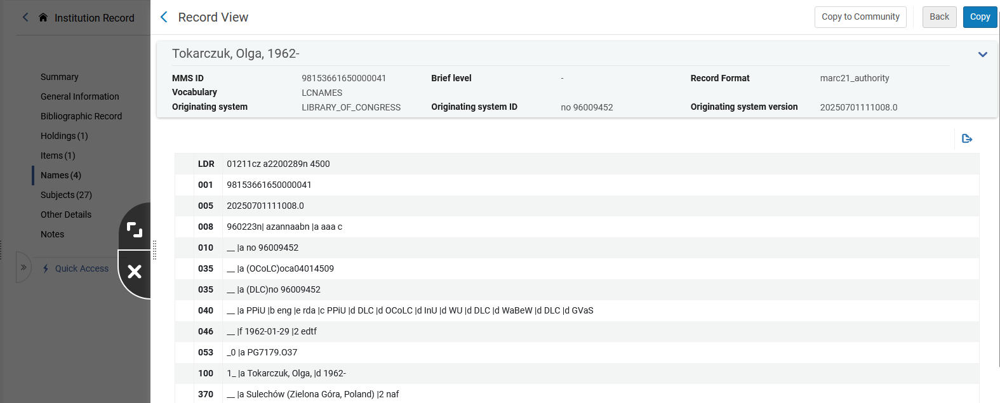 Institution Record
Record View
Copy to Community
Back
Copy
Tokarczuk, Olga, 1962-
MMS ID 98153661650000041 Brief level - Record Format marc21_authority
Vocabulary LCNAMES
Originating system LIBRARY_OF_CONGRESS Originating system ID no 96009452 Originating system version 20250701111008.0
Summary
General Information
Bibliographic Record
Holdings (1)
Items (1)
Names (4)
Subjects (27)
Other Details
Notes
Quick Access
LDR 01211cz a2200289n 4500
001 98153661650000041
005 20250701111008.0
008 960223n| azannaabn |a aaa c
010 __ |a no 96009452
035 __ |a (OCoLC)oca04014509
035 __ |a (DLC)no 96009452
040 __ |a PPiU |b eng |e rda |c PPiU |d DLC |d OCoLC |d InU |d WU |d DLC |d WaBeW |d DLC |d GVaS
046 __ |f 1962-01-29 |2 edtf
053 _0 |a PG7179.O37
100 1_ |a Tokarczuk, Olga, |d 1962-
370 __ |a Sulechów (Zielona Góra, Poland) |2 naf